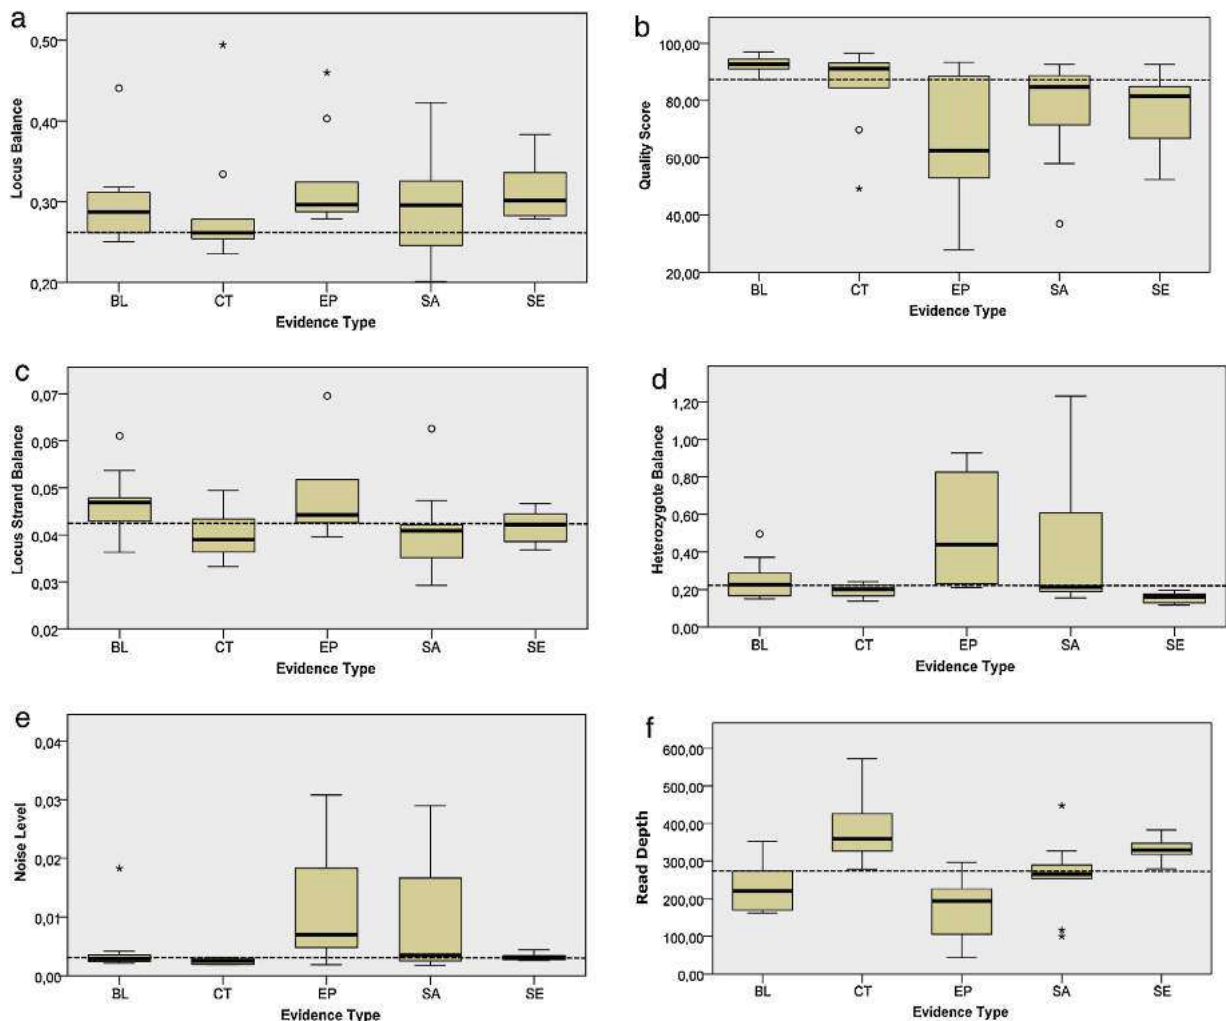 a
Locus Balance
0,50
0,40
0,30
0,20
BL CT EP SA SE
Evidence Type
b
Quality Score
100,00
80,00
60,00
40,00
20,00
BL CT EP SA SE
Evidence Type
c
Locus Strand Balance
0,07
0,06
0,05
0,04
0,03
0,02
BL CT EP SA SE
Evidence Type
d
Heterozygote Balance
1,20
1,00
0,80
0,60
0,40
0,20
0,00
BL CT EP SA SE
Evidence Type
e
Noise Level
0,04
0,03
0,02
0,01
0,00
BL CT EP SA SE
Evidence Type
f
Read Depth
600,00
500,00
400,00
300,00
200,00
100,00
0,00
BL CT EP SA SE
Evidence Type